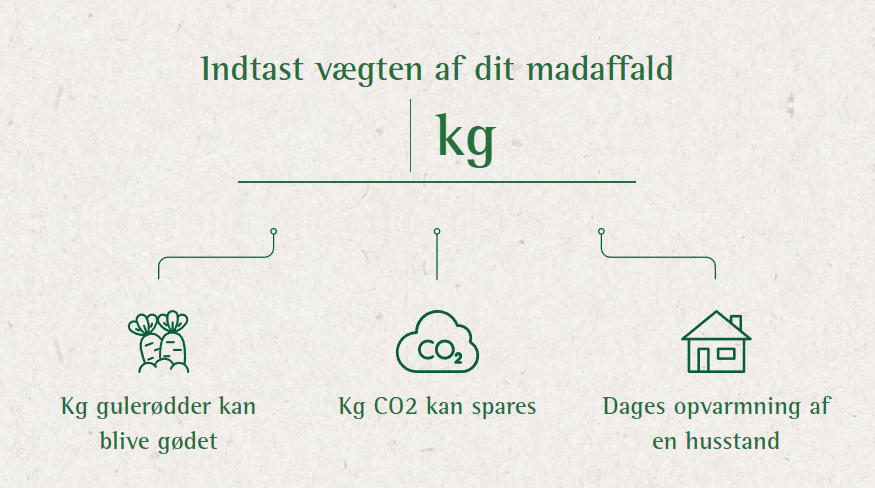 Indtast vægten af dit madaffald
kg
CO2
Kg gulerødder kan
blive gødet
Kg CO2 kan spares
Dages opvarmning af
en husstand